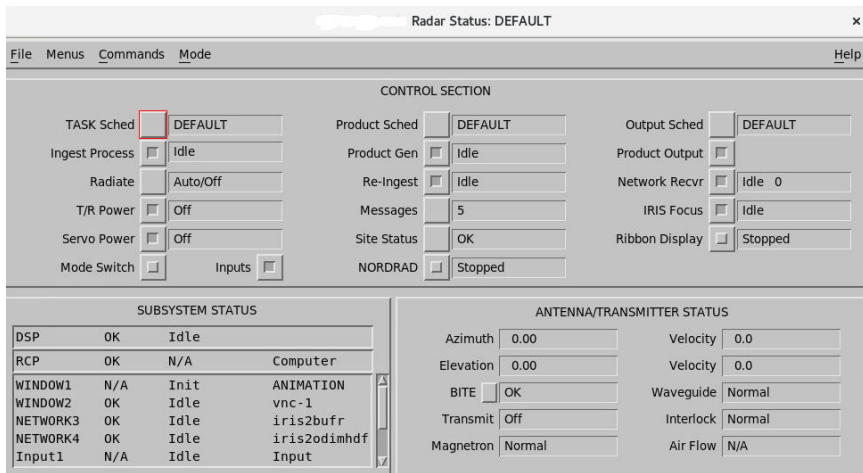 Radar Status: DEFAULT ×
File Menus Commands Mode Help
CONTROL SECTION
TASK Sched DEFAULT Product Sched DEFAULT Output Sched DEFAULT
Ingest Process Idle Product Gen Idle Product Output
Radiate Auto/Off Re-Ingest Idle Network Recvr Idle 0
T/R Power Off Messages 5 IRIS Focus Idle
Servo Power Off Site Status OK Ribbon Display Stopped
Mode Switch Inputs NORDRAD Stopped
SUBSYSTEM STATUS
DSP OK Idle
RCP OK N/A Computer
WINDOW1 N/A Init ANIMATION
WINDOW2 OK Idle vnc-1
NETWORK3 OK Idle iris2bufr
NETWORK4 OK Idle iris2odimhdf
Input1 N/A Idle Input
ANTENNA/TRANSMITTER STATUS
Azimuth 0.00 Velocity 0.0
Elevation 0.00 Velocity 0.0
BITE OK Waveguide Normal
Transmit Off Interlock Normal
Magnetron Normal Air Flow N/A